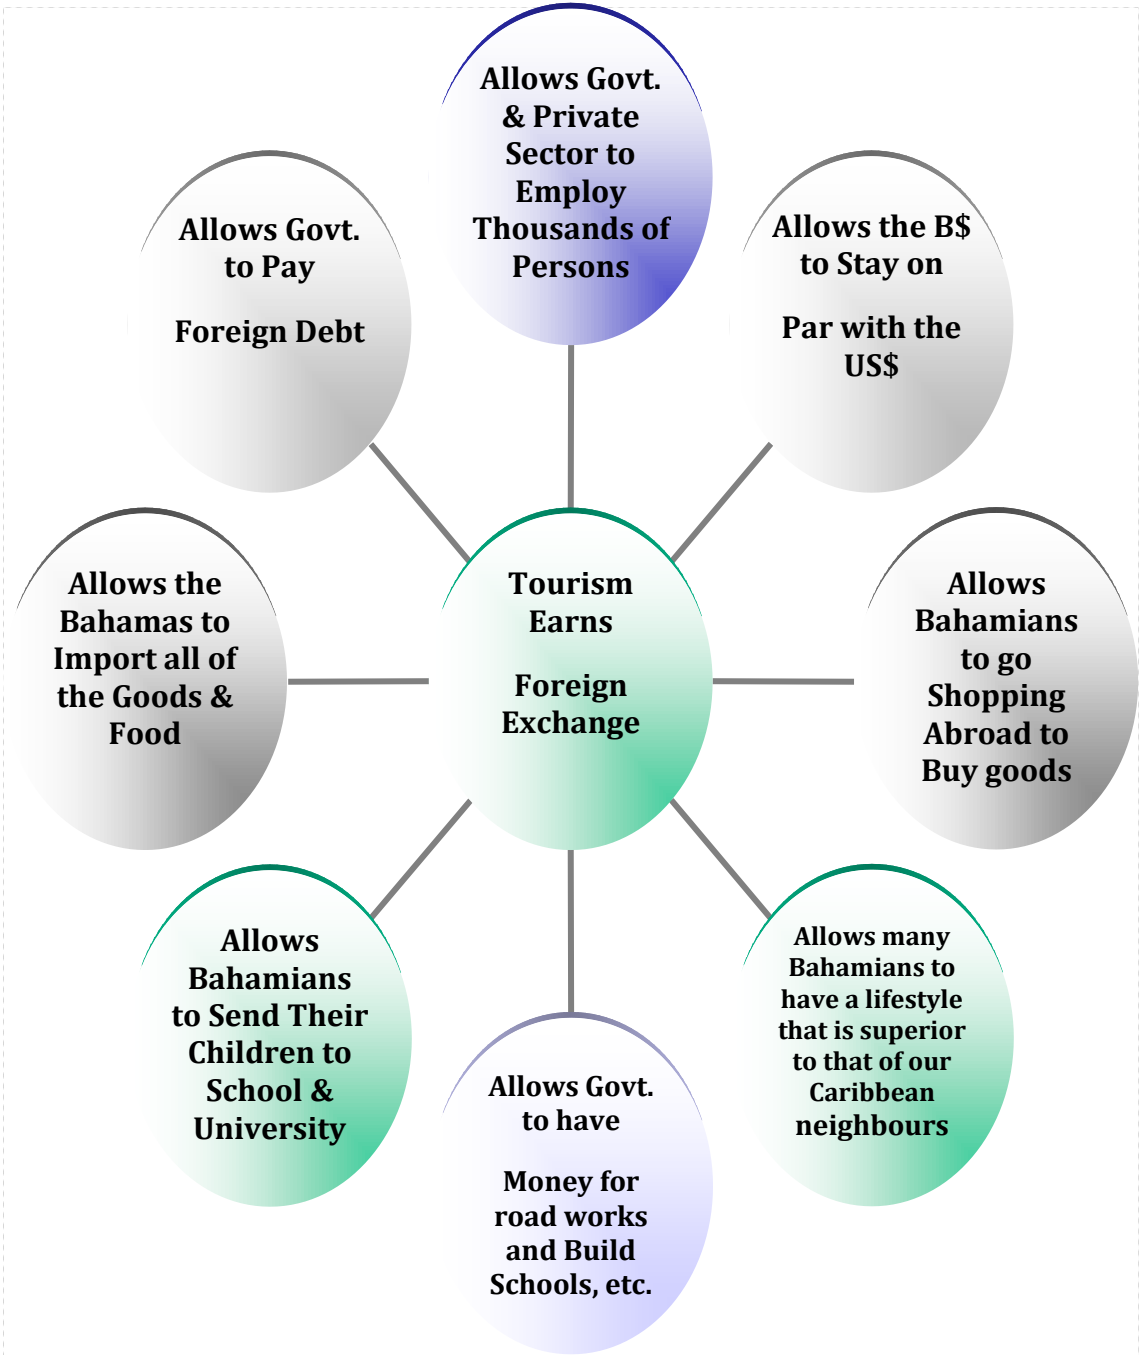 Allows Govt.
& Private
Sector to
Employ
Thousands of
Persons
Allows Govt.
to Pay
Foreign Debt
Allows the B$
to Stay on
Par with the
US$
Allows the
Bahamas to
Import all of
the Goods &
Food
Tourism
Earns
Foreign
Exchange
Allows
Bahamians
to go
Shopping
Abroad to
Buy goods
Allows
Bahamians
to Send Their
Children to
School &
University
Allows many
Bahamians to
have a lifestyle
that is superior
to that of our
Caribbean
neighbours
Allows Govt.
to have
Money for
road works
and Build
Schools, etc.